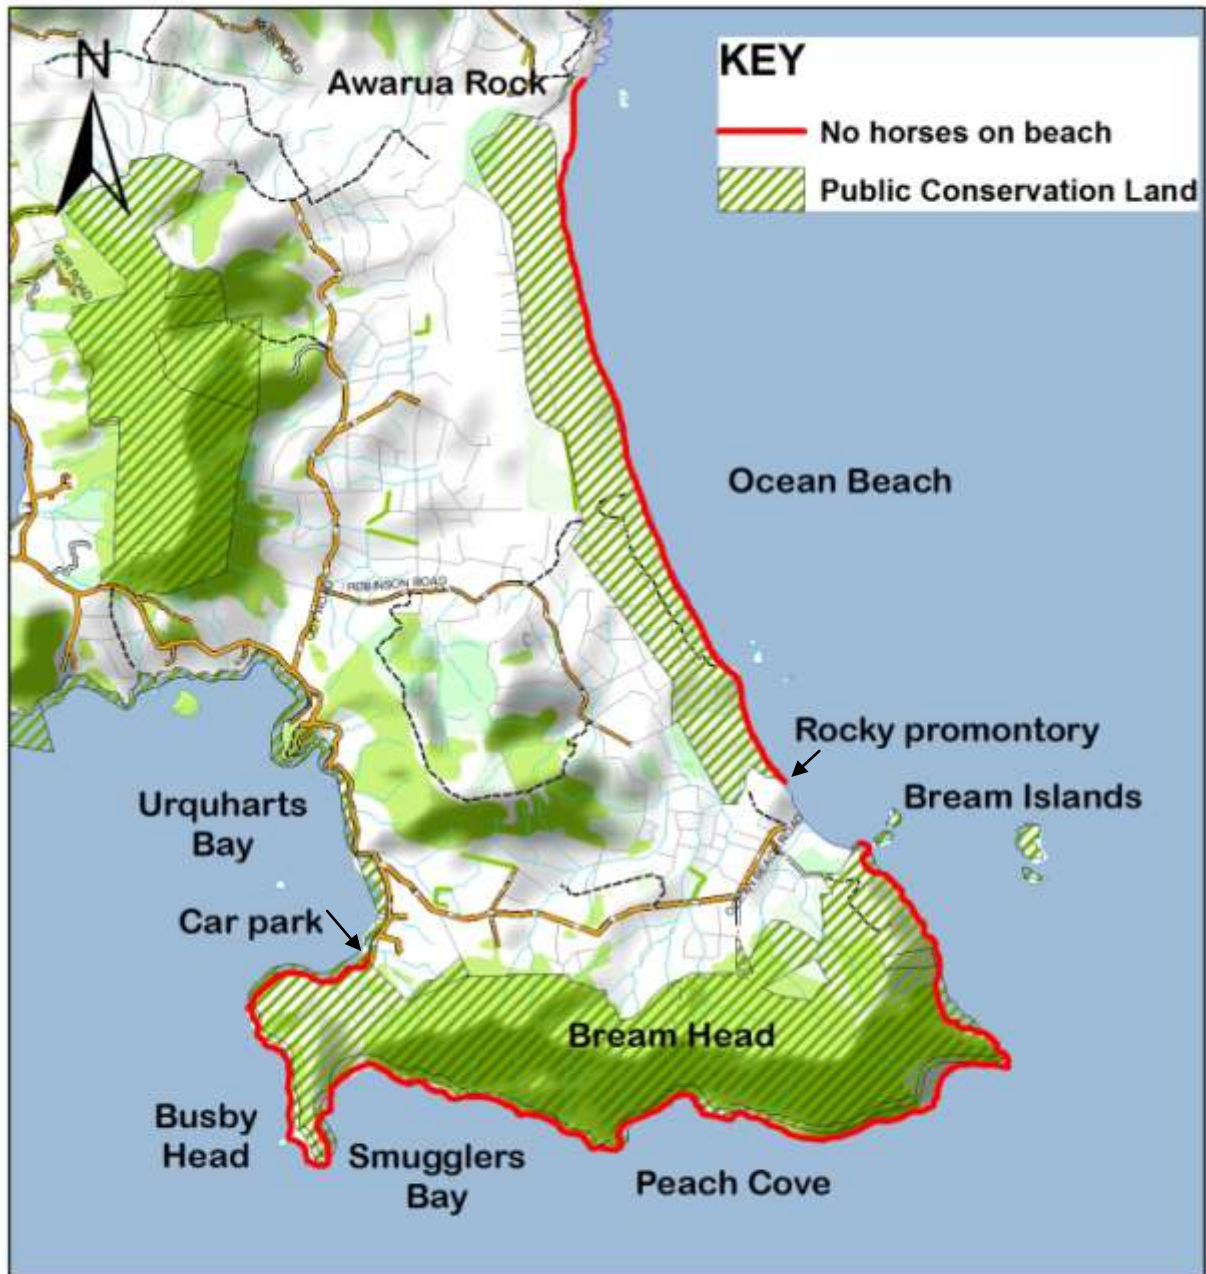 N
Awarua Rock
KEY
No horses on beach
Public Conservation Land
Ocean Beach
ROBINSON ROAD
Rocky promontory
Bream Islands
Urquharts
Bay
Car park
Bream Head
Busby
Head
Smugglers
Bay
Peach Cove